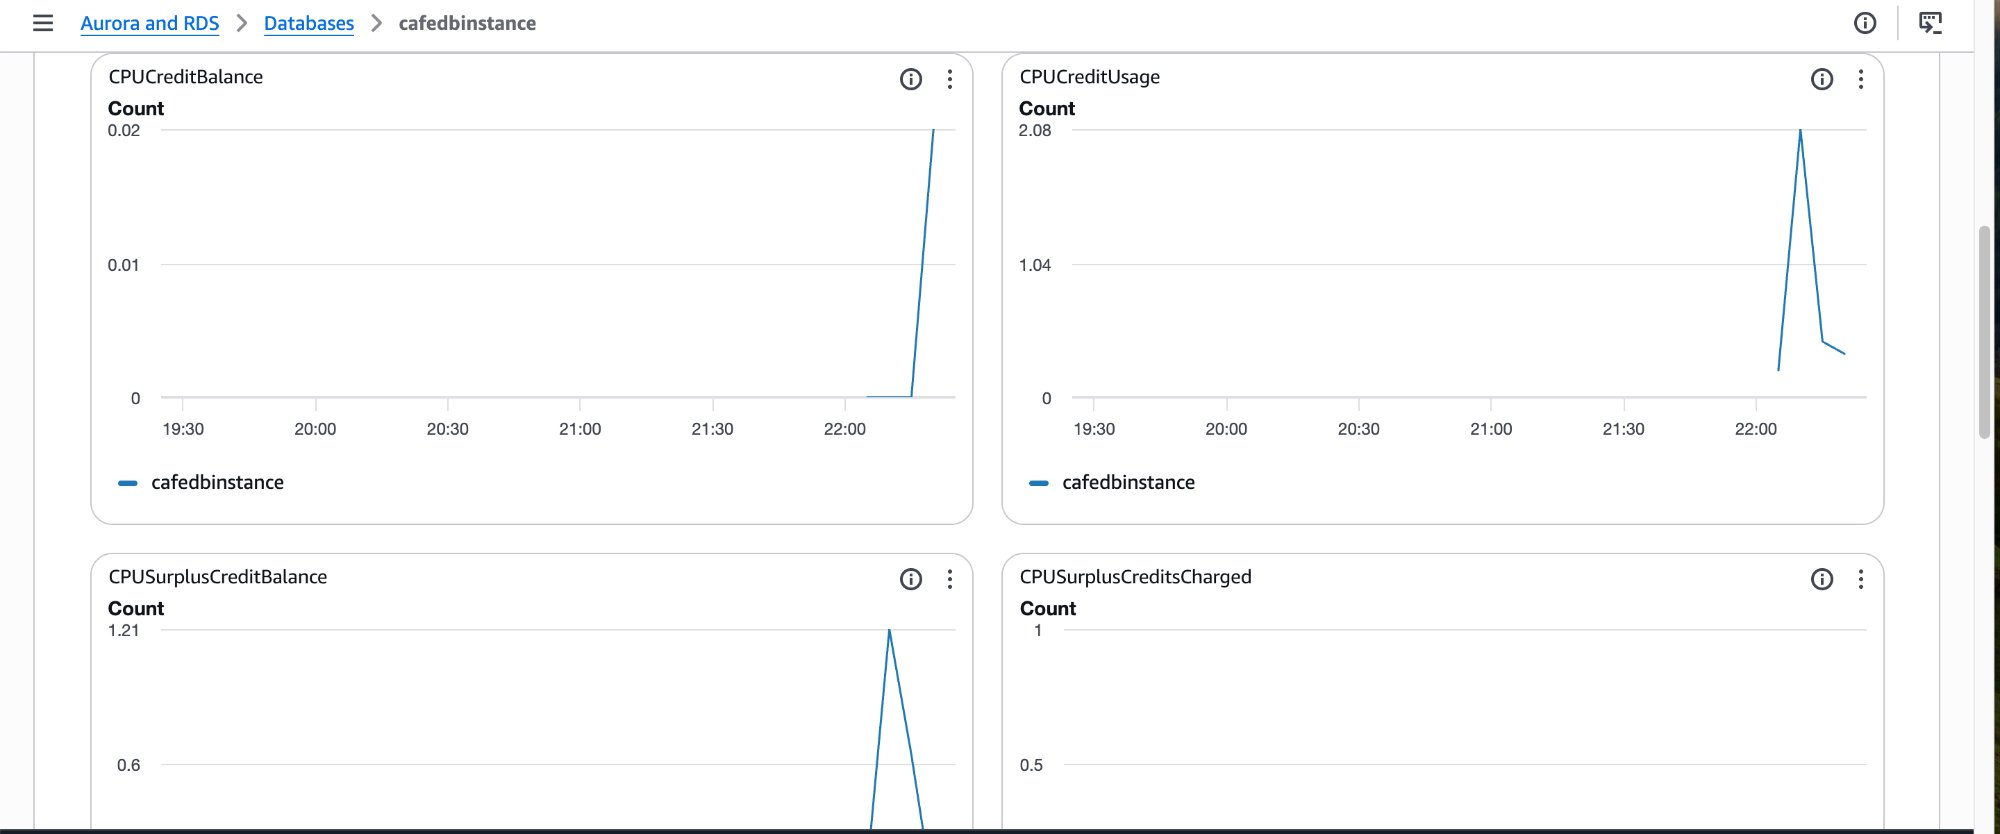 Aurora and RDS > Databases > cafedbinstance
CPUCreditBalance
Count
0.02
0.01
0
19:30 20:00 20:30 21:00 21:30 22:00
cafedbinstance
CPUCreditUsage
Count
2.08
1.04
0
19:30 20:00 20:30 21:00 21:30 22:00
cafedbinstance
CPUSurplusCreditBalance
Count
1.21
0.6
CPUSurplusCreditsCharged
Count
1
0.5